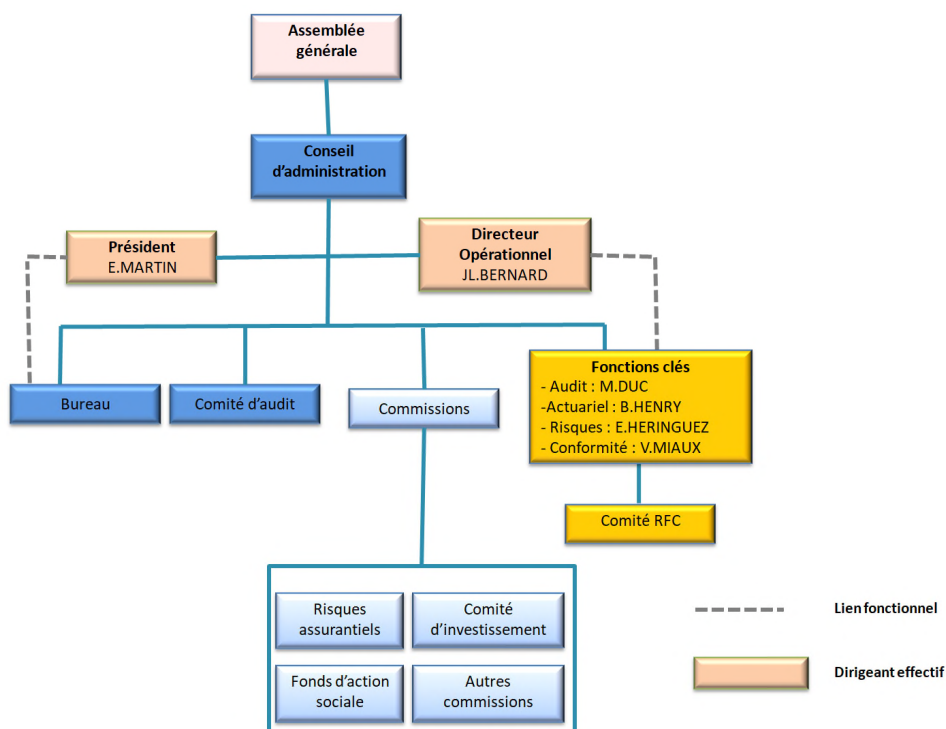 Assemblée
générale
Conseil
d'administration
Président
E.MARTIN
Directeur
Opérationnel
JL.BERNARD
Bureau
Comité d'audit
Commissions
Fonctions clés
- Audit : M.DUC
-Actuariel : B.HENRY
- Risques : E.HERINGUEZ
- Conformité : V.MIAUX
Comité RFC
Risques
assurantiels
Comité
d'investissement
Fonds d'action
sociale
Autres
commissions
Lien fonctionnel
Dirigeant effectif